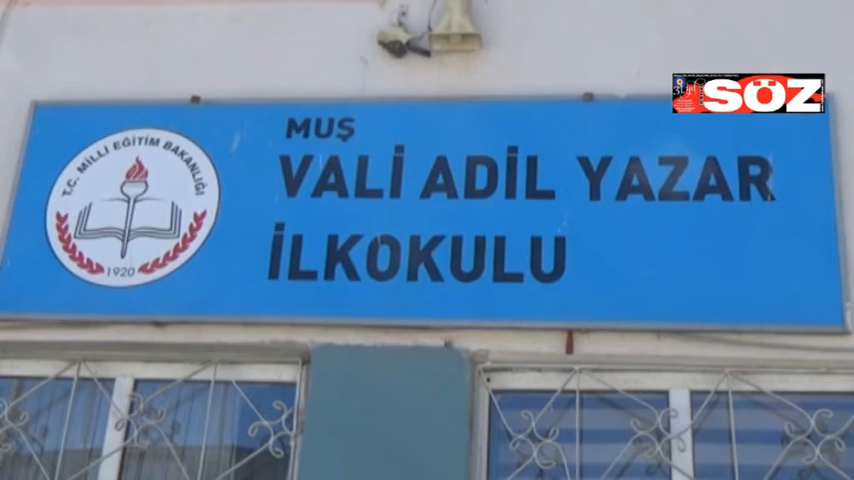 SÖZ
MUŞ
VALİ ADİL YAZAR
İLKOKULU
T.C. MİLLİ EĞİTİM BAKANLIĞI
1920